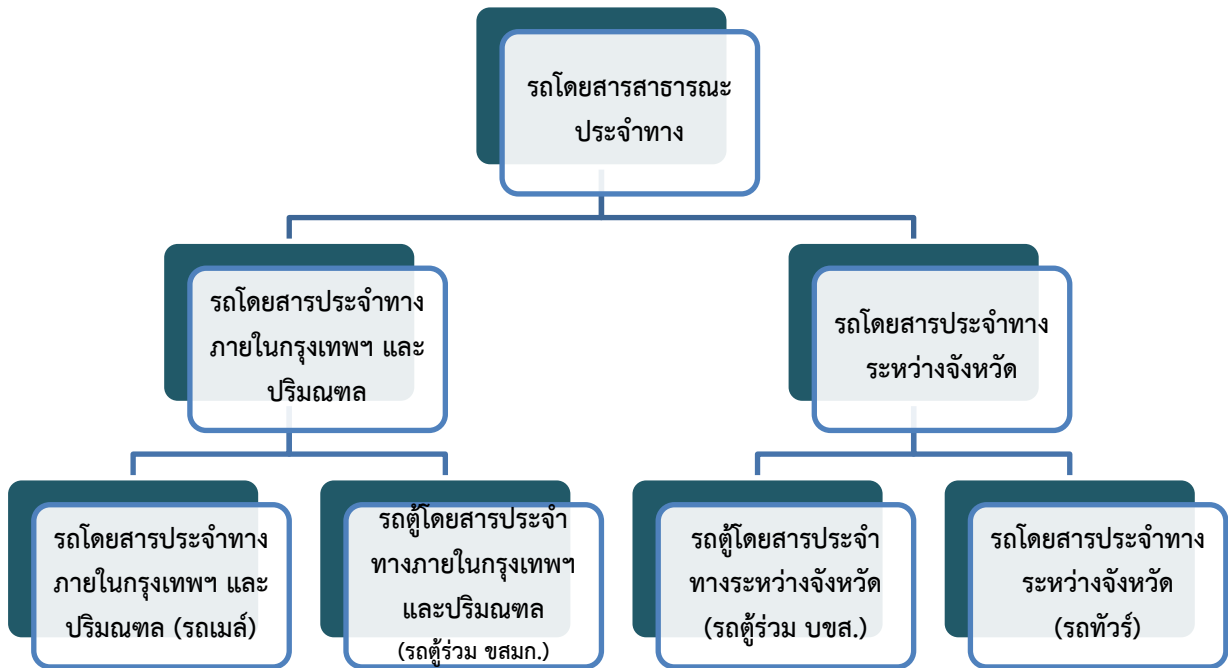 รถโดยสารสาธารณะ
ประจำทาง
รถโดยสารประจำทาง
ภายในกรุงเทพฯ และ
ปริมณฑล
รถโดยสารประจำทาง
ระหว่างจังหวัด
รถโดยสารประจำทาง
ภายในกรุงเทพฯ และ
ปริมณฑล (รถเมล์)
รถตู้โดยสารประจำ
ทางภายในกรุงเทพฯ
และปริมณฑล
(รถตู้ร่วม ขสมก.)
รถตู้โดยสารประจำ
ทางระหว่างจังหวัด
(รถตู้ร่วม บขส.)
รถโดยสารประจำทาง
ระหว่างจังหวัด
(รถทัวร์)